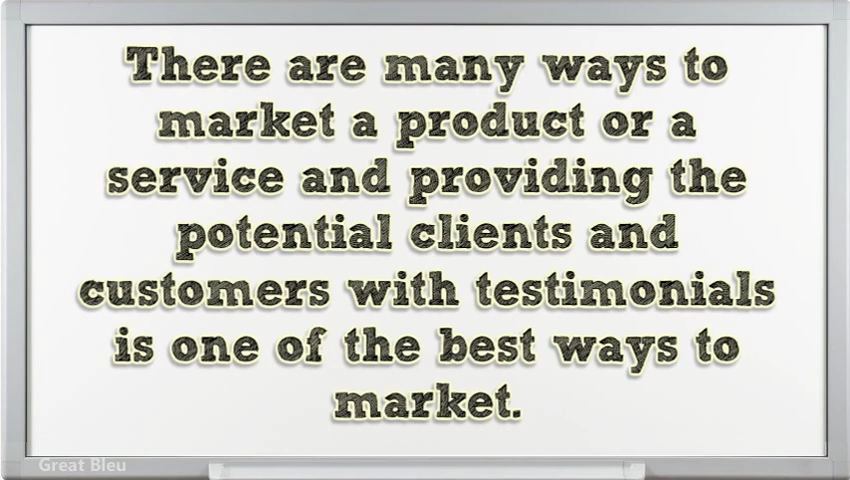 There are many ways to
market a product or a
service and providing the
potential clients and
customers with testimonials
is one of the best ways to
market.
Great Bleu